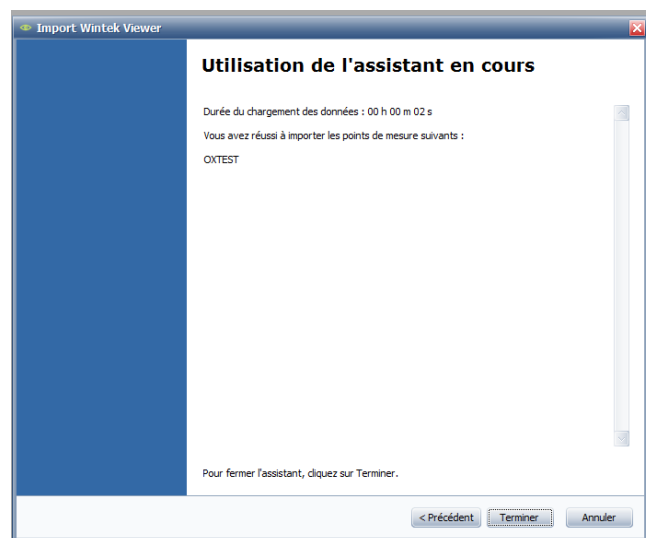 Import Wintek Viewer
Utilisation de l'assistant en cours
Durée du chargement des données : 00 h 00 m 02 s
Vous avez réussi à importer les points de mesure suivants :
OXTEST
Pour fermer l'assistant, cliquez sur Terminer.
< Précédent Terminer Annuler